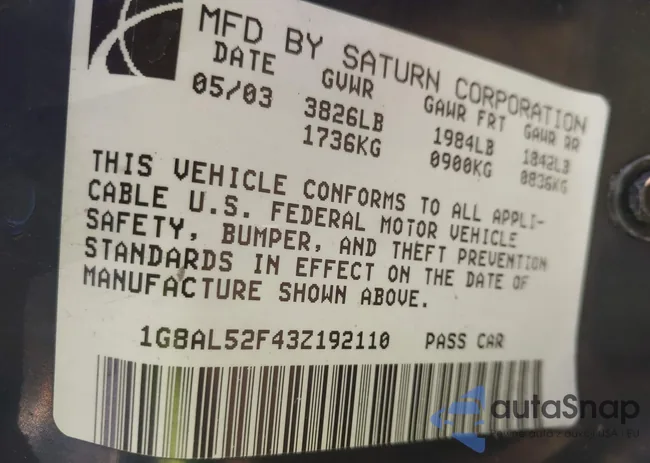 MFD BY SATURN CORPORATION
DATE GVWR GAWR FRT GAWR RR
05/03 3826LB 1984LB 1842LB
1736KG 0900KG 0836KG
THIS VEHICLE CONFORMS TO ALL APPLI-
CABLE U.S. FEDERAL MOTOR VEHICLE
SAFETY, BUMPER, AND THEFT PREVENTION
STANDARDS IN EFFECT ON THE DATE OF
MANUFACTURE SHOWN ABOVE.
1G8AL52F43Z192110 PASS CAR
autaSnap